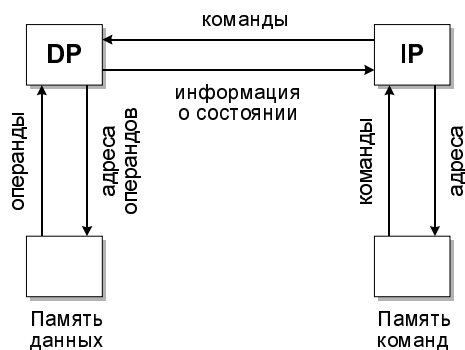 команды
DP
IP
информация
о состоянии
операнды
адреса
операндов
команды
адреса
Память
данных
Память
команд